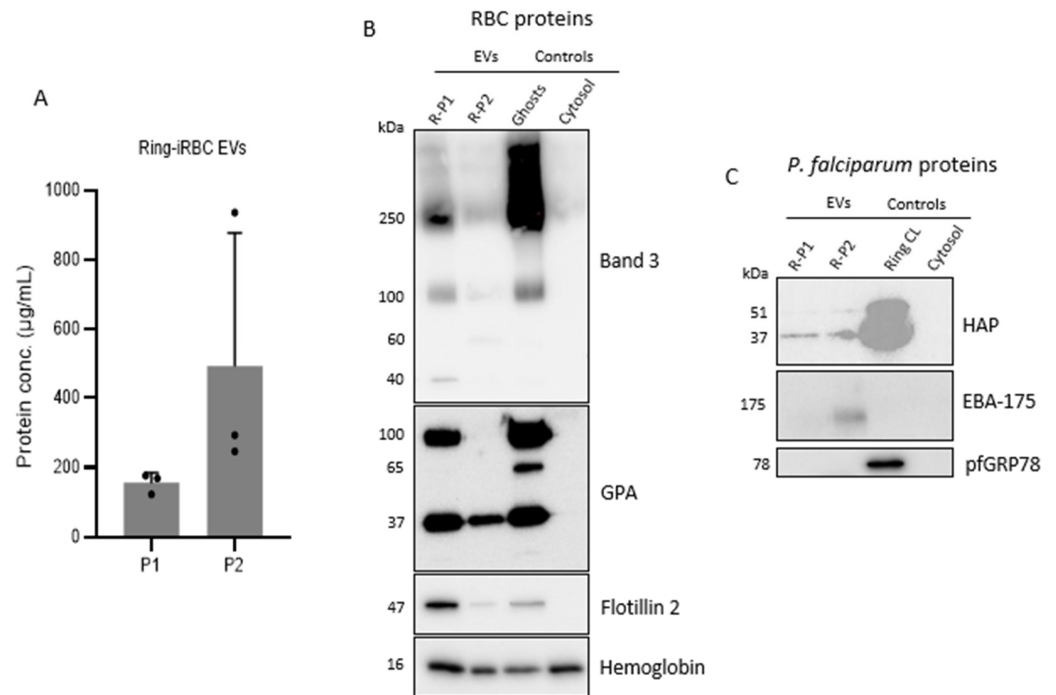 A
Ring-iRBC EVs
Protein conc. (µg/mL)
1000
800
600
400
200
0
P1 P2
B
RBC proteins
EVs Controls
R-P1 R-P2 Ghosts Cytosol
kDa
250
100
60
40
Band 3
100
65
37
GPA
47
Flotillin 2
16
Hemoglobin
C
P. falciparum proteins
EVs Controls
R-P1 R-P2 Ring CL Cytosol
kDa
51
37
HAP
175
EBA-175
78
pfGRP78